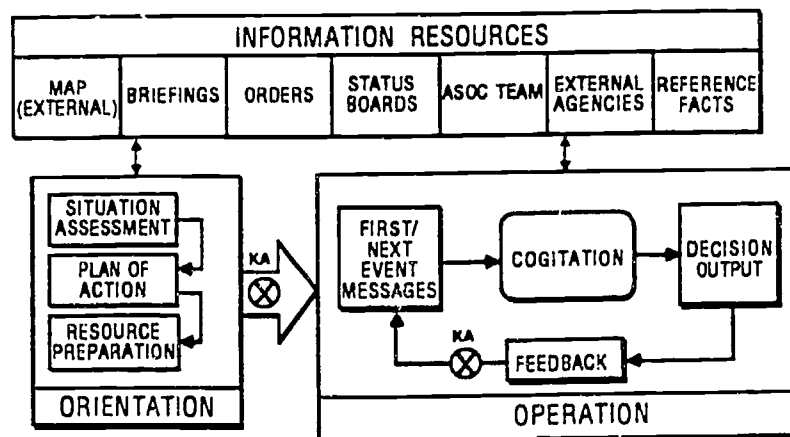 INFORMATION RESOURCES
MAP
(EXTERNAL)
BRIEFINGS
ORDERS
STATUS
BOARDS
ASOC TEAM
EXTERNAL
AGENCIES
REFERENCE
FACTS
SITUATION
ASSESSMENT
PLAN OF
ACTION
RESOURCE
PREPARATION
ORIENTATION
KA
FIRST/
NEXT
EVENT
MESSAGES
COGITATION
DECISION
OUTPUT
KA
FEEDBACK
OPERATION